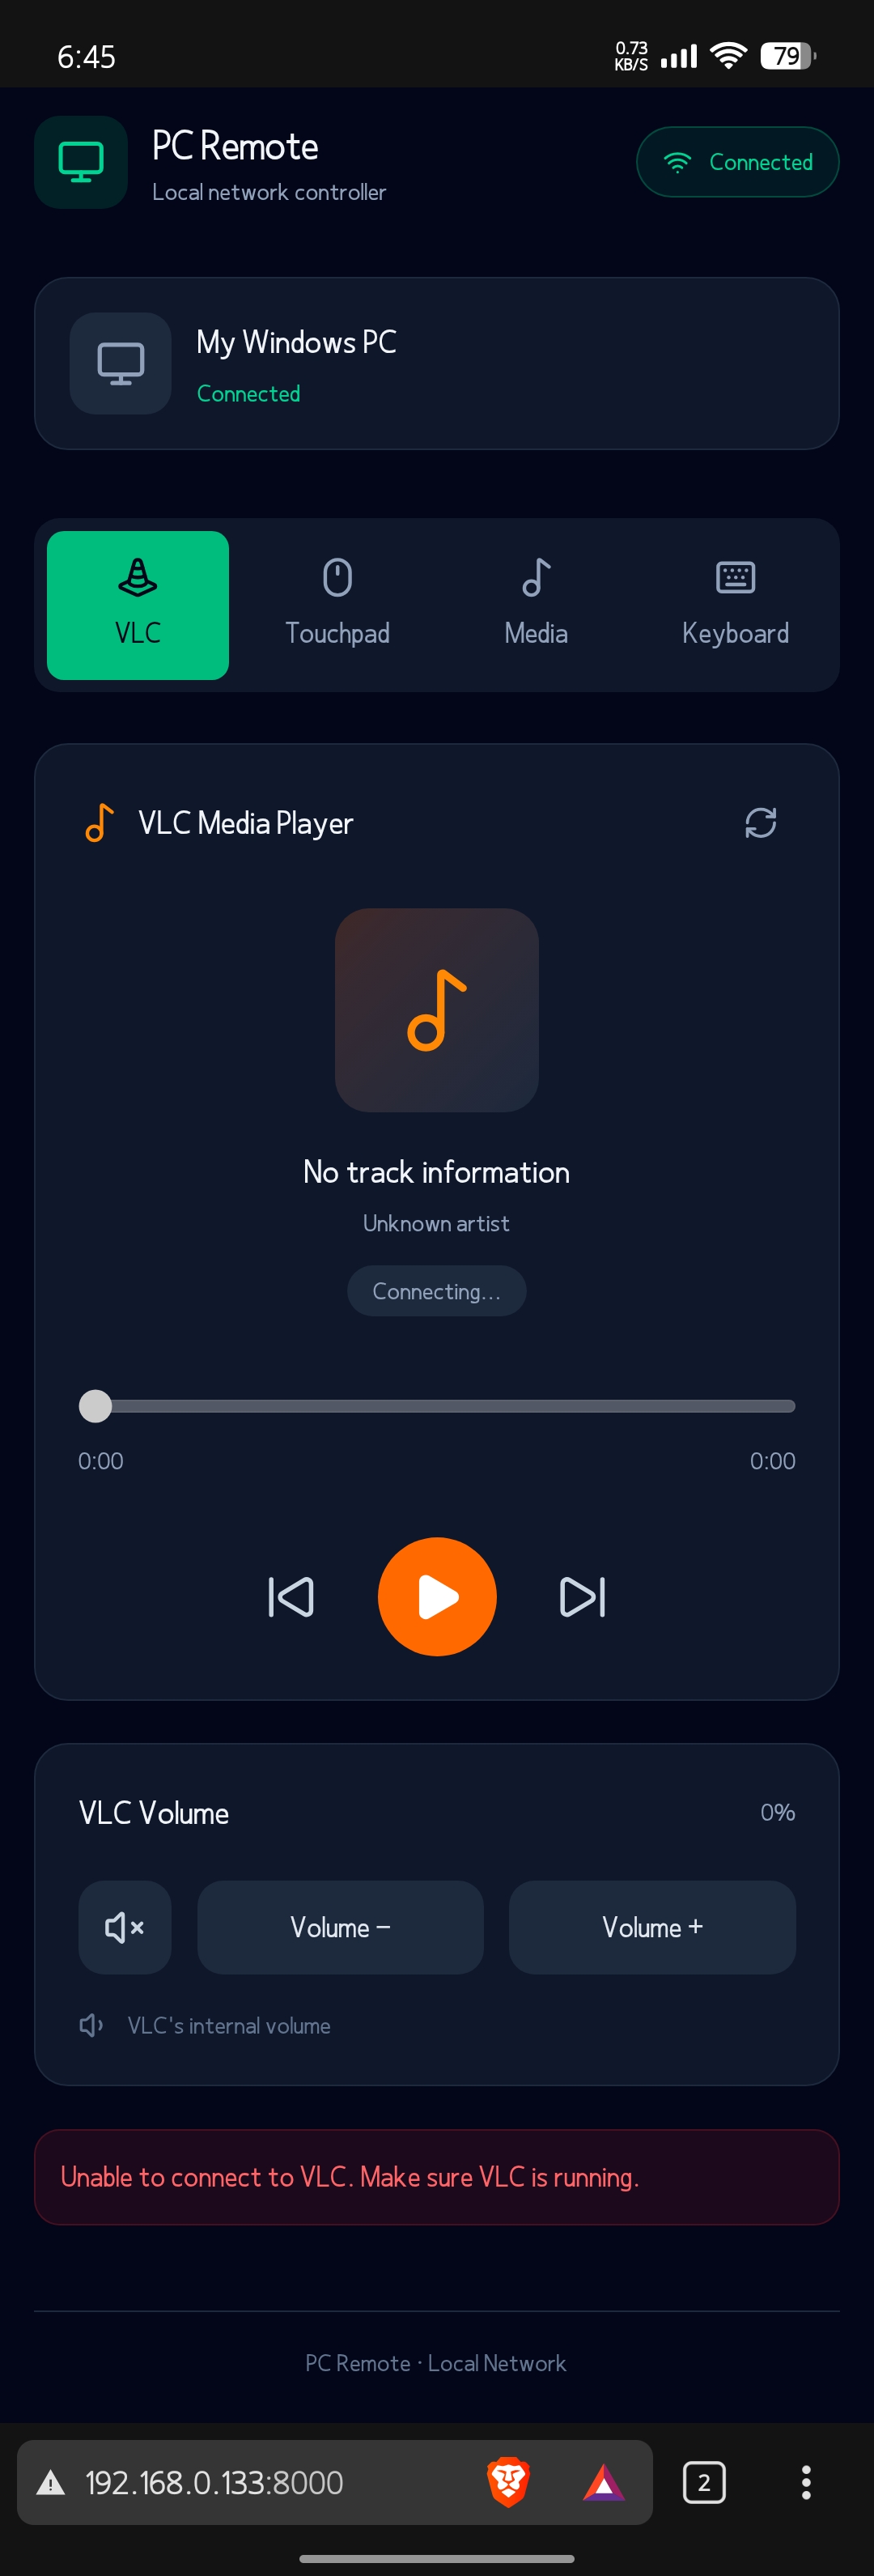 6:45
0.73
KB/S
79
PC Remote
Local network controller
Connected
My Windows PC
Connected
VLC
Touchpad
Media
Keyboard
VLC Media Player
No track information
Unknown artist
Connecting...
0:00
0:00
VLC Volume
0%
Volume −
Volume +
VLC's internal volume
Unable to connect to VLC. Make sure VLC is running.
PC Remote · Local Network
192.168.0.133:8000
2